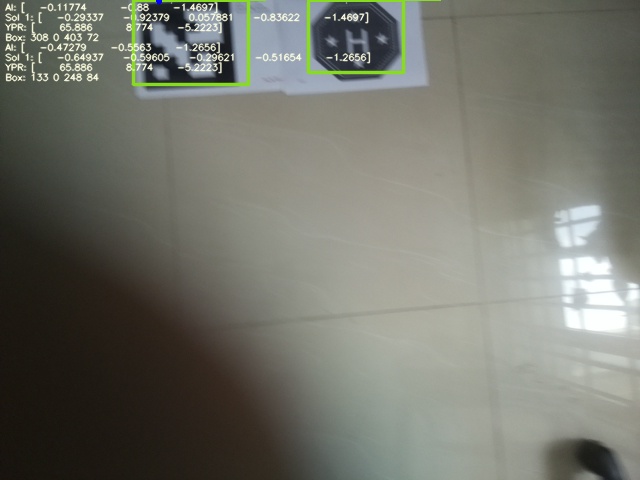 AI: [ -0.11774 -0.88 -1.4697]
Sol 1: [ -0.29337 -0.92379 0.057881 -0.83622 -1.4697]
YPR: [ 65.886 8.774 -5.2223]
Box: 308 0 403 72
AI: [ -0.47279 -0.5563 -1.2656]
Sol 1: [ -0.64937 -0.59605 -0.29621 -0.51654 -1.2656]
YPR: [ 65.886 8.774 -5.2223]
Box: 133 0 248 84
H